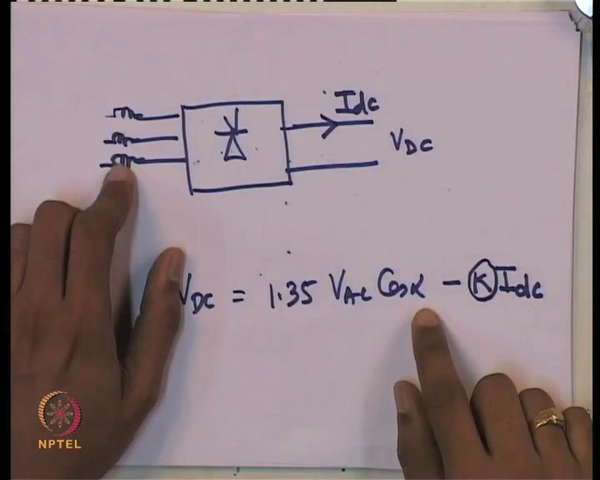 Idc
VDC
VDC = 1.35 VAC Cosα - K Idc
NPTEL